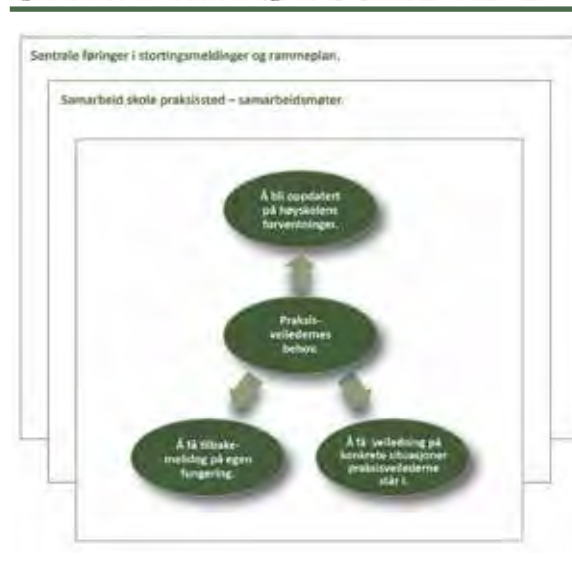 Sentrale føringer i stortingsmeldinger og rammeplan.
Samarbeid skole praksissted – samarbeidsmøter.
Å bli oppdatert
på høyskolens
forventninger.
Praksis-
veiledernes
behov.
Å få tilbake-
melding på egen
fungering.
Å få veiledning på
konkrete situasjoner
praksisveilederne
står i.